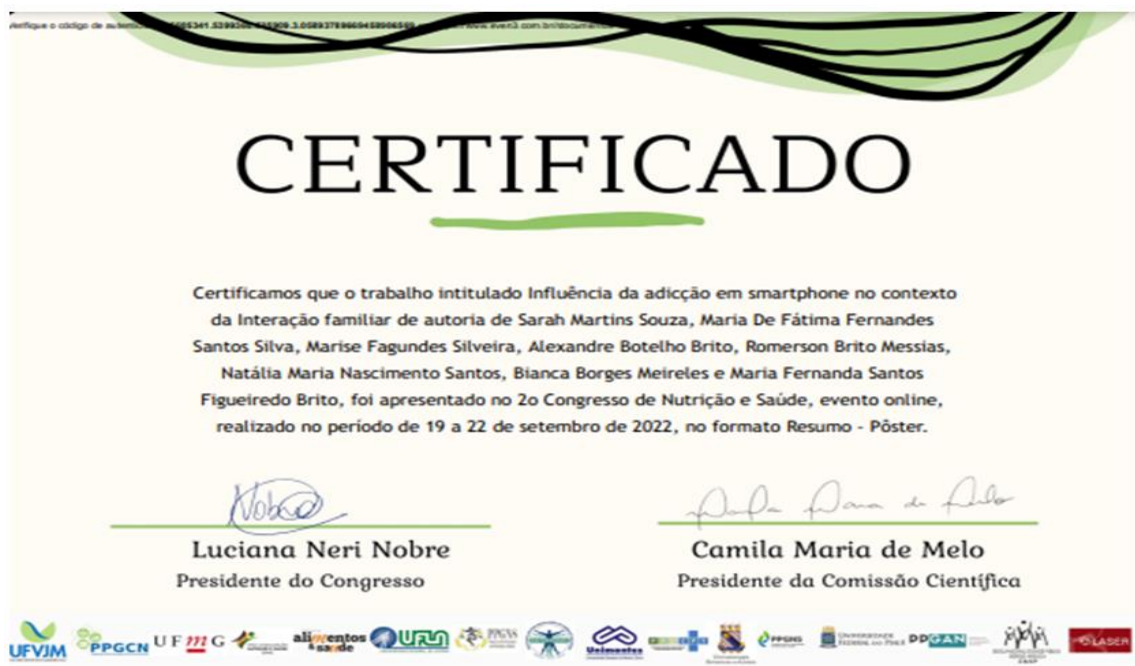 Verifique o código de
CERTIFICADO
Certificamos que o trabalho intitulado Influência da adicção em smartphone no contexto
da Interação familiar de autoria de Sarah Martins Souza, Maria De Fátima Fernandes
Santos Silva, Marise Fagundes Silveira, Alexandre Botelho Brito, Romerson Brito Messias,
Natália Maria Nascimento Santos, Bianca Borges Meireles e Maria Fernanda Santos
Figueiredo Brito, foi apresentado no 2o Congresso de Nutrição e Saúde, evento online,
realizado no período de 19 a 22 de setembro de 2022, no formato Resumo - Pôster.
Luciana Neri Nobre
Presidente do Congresso
Camila Maria de Melo
Presidente da Comissão Científica
UFVJM PPGCN UFMG alimentos saúde UFLA PPGNS Unimontes PPGNS PPGAN LASER